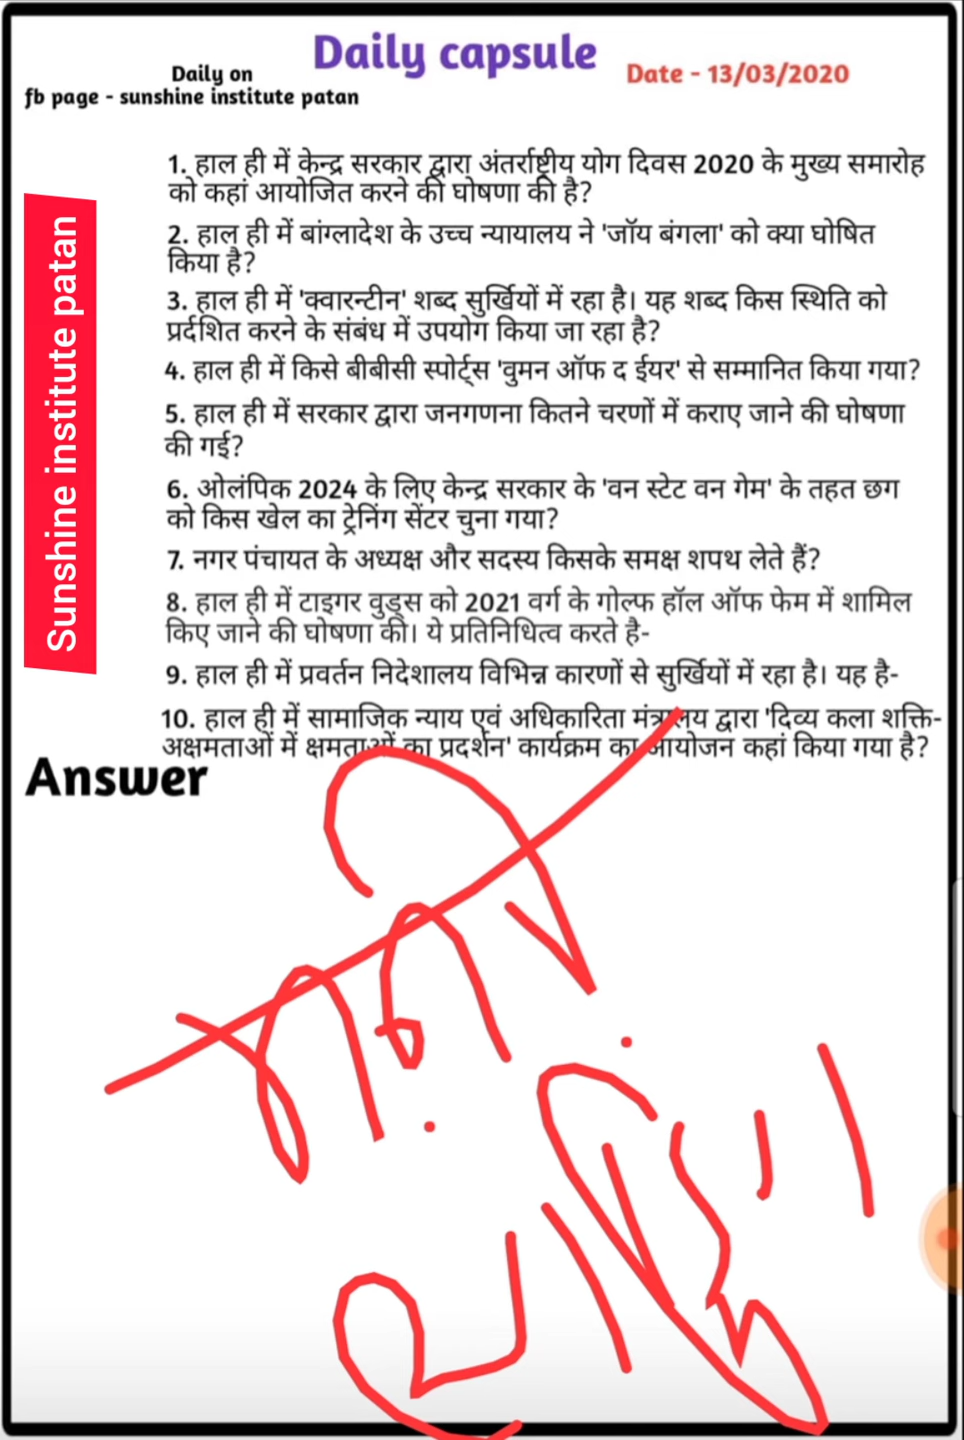 Daily capsule
Daily on
fb page - sunshine institute patan
Date - 13/03/2020
Sunshine institute patan
1. हाल ही में केन्द्र सरकार द्वारा अंतर्राष्ट्रीय योग दिवस 2020 के मुख्य समारोह
को कहां आयोजित करने की घोषणा की है?
2. हाल ही में बांग्लादेश के उच्च न्यायालय ने 'जॉय बंगला' को क्या घोषित
किया है?
3. हाल ही में 'क्वारन्टीन' शब्द सुर्खियों में रहा है। यह शब्द किस स्थिति को
प्रर्दशित करने के संबंध में उपयोग किया जा रहा है?
4. हाल ही में किसे बीबीसी स्पोर्ट्स 'वुमन ऑफ द ईयर' से सम्मानित किया गया?
5. हाल ही में सरकार द्वारा जनगणना कितने चरणों में कराए जाने की घोषणा
की गई?
6. ओलंपिक 2024 के लिए केन्द्र सरकार के 'वन स्टेट वन गेम' के तहत छग
को किस खेल का ट्रेनिंग सेंटर चुना गया?
7. नगर पंचायत के अध्यक्ष और सदस्य किसके समक्ष शपथ लेते हैं?
8. हाल ही में टाइगर वुड्स को 2021 वर्ग के गोल्फ हॉल ऑफ फेम में शामिल
किए जाने की घोषणा की। ये प्रतिनिधित्व करते है-
9. हाल ही में प्रवर्तन निदेशालय विभिन्न कारणों से सुर्खियों में रहा है। यह है-
10. हाल ही में सामाजिक न्याय एवं अधिकारिता मंत्रालय द्वारा 'दिव्य कला शक्ति-
अक्षमताओं में क्षमताओं का प्रदर्शन' कार्यक्रम का आयोजन कहां किया गया है?
Answer